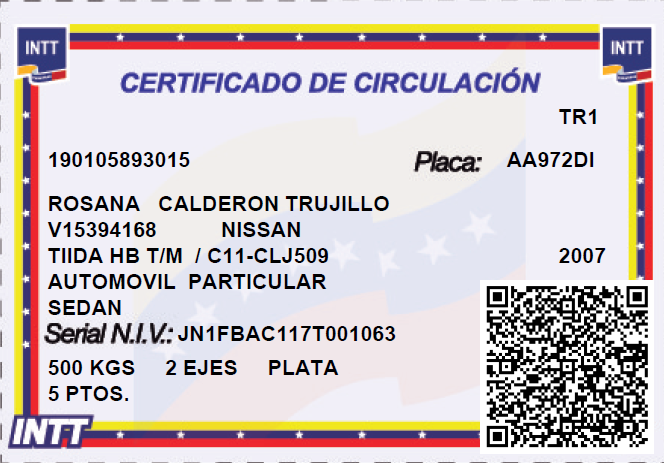 INTT INTT
CERTIFICADO DE CIRCULACIÓN
TR1
190105893015 Placa: AA972DI
ROSANA CALDERON TRUJILLO
V15394168 NISSAN
TIIDA HB T/M / C11-CLJ509 2007
AUTOMOVIL PARTICULAR
SEDAN
Serial N.I.V.: JN1FBAC117T001063
500 KGS 2 EJES PLATA
5 PTOS.
INTT